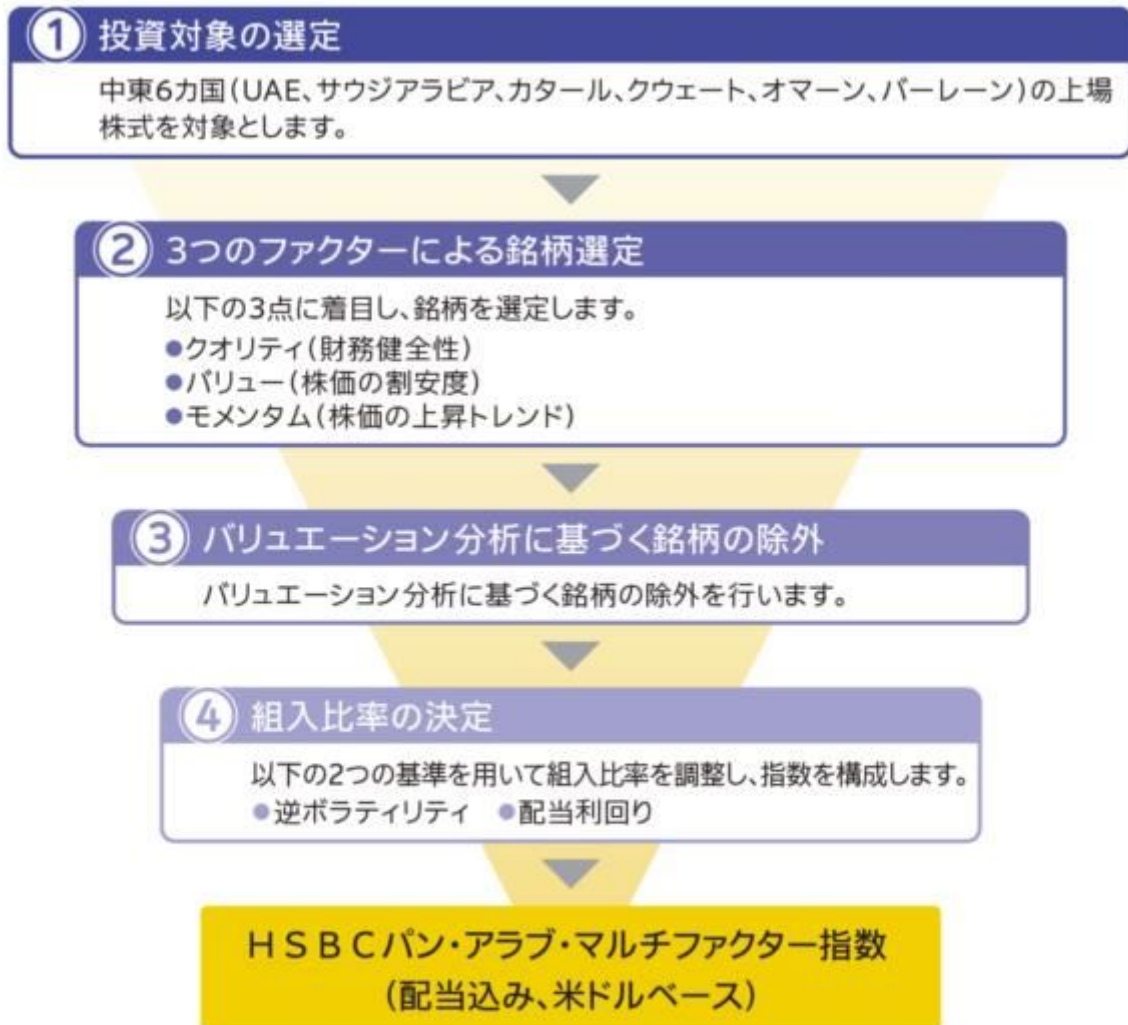 ① 投資対象の選定
中東6カ国(UAE、サウジアラビア、カタール、クウェート、オマーン、バーレーン)の上場
株式を対象とします。
② 3つのファクターによる銘柄選定
以下の3点に着目し、銘柄を選定します。
●クオリティ(財務健全性)
●バリュー(株価の割安度)
●モメンタム(株価の上昇トレンド)
③ バリュエーション分析に基づく銘柄の除外
バリュエーション分析に基づく銘柄の除外を行います。
④ 組入比率の決定
以下の2つの基準を用いて組入比率を調整し、指数を構成します。
●逆ボラティリティ ●配当利回り
HSBCパン・アラブ・マルチファクター指数
(配当込み、米ドルベース)